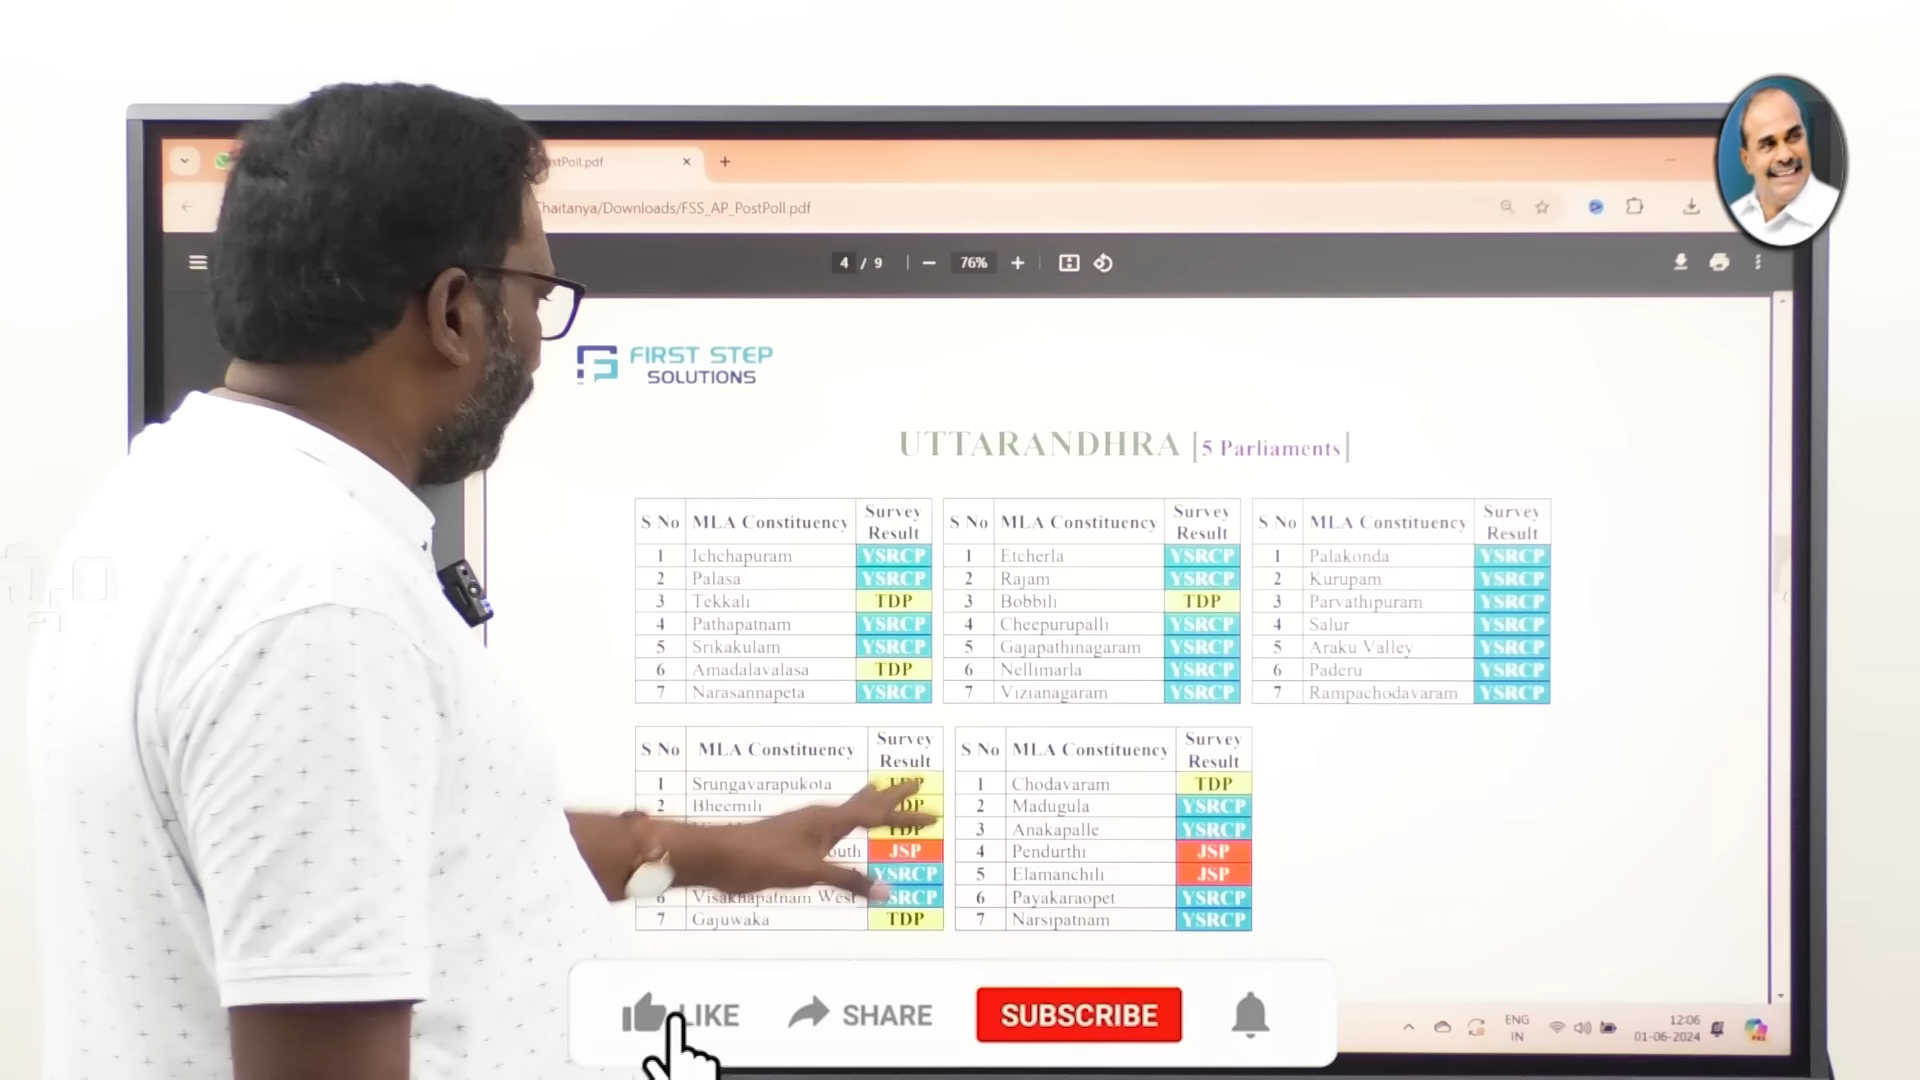 stPoll.pdf
haitanya/Downloads/FSS_AP_PostPoll.pdf
4 / 9
76%
FIRST STEP
SOLUTIONS
UTTARANDHRA [5 Parliaments]
S No MLA Constituency Survey Result
1 Ichchapuram YSRCP
2 Palasa YSRCP
3 Tekkali TDP
4 Pathapatnam YSRCP
5 Srikakulam YSRCP
6 Amadalavalasa TDP
7 Narasannapeta YSRCP
S No MLA Constituency Survey Result
1 Etcherla YSRCP
2 Rajam YSRCP
3 Bobbili TDP
4 Cheepurupalli YSRCP
5 Gajapathinagaram YSRCP
6 Nellimarla YSRCP
7 Vizianagaram YSRCP
S No MLA Constituency Survey Result
1 Palakonda YSRCP
2 Kurupam YSRCP
3 Parvathipuram YSRCP
4 Salur YSRCP
5 Araku Valley YSRCP
6 Paderu YSRCP
7 Rampachodavaram YSRCP
S No MLA Constituency Survey Result
1 Srungavarapukota TDP
2 Bheemili TDP
TDP
outh JSP
YSRCP
6 Visakhapatnam West YSRCP
7 Gajuwaka TDP
S No MLA Constituency Survey Result
1 Chodavaram TDP
2 Madugula YSRCP
3 Anakapalle YSRCP
4 Pendurthi JSP
5 Elamanchili JSP
6 Payakaraopet YSRCP
7 Narsipatnam YSRCP
LIKE SHARE SUBSCRIBE
ENG
IN
12:06
01-06-2024